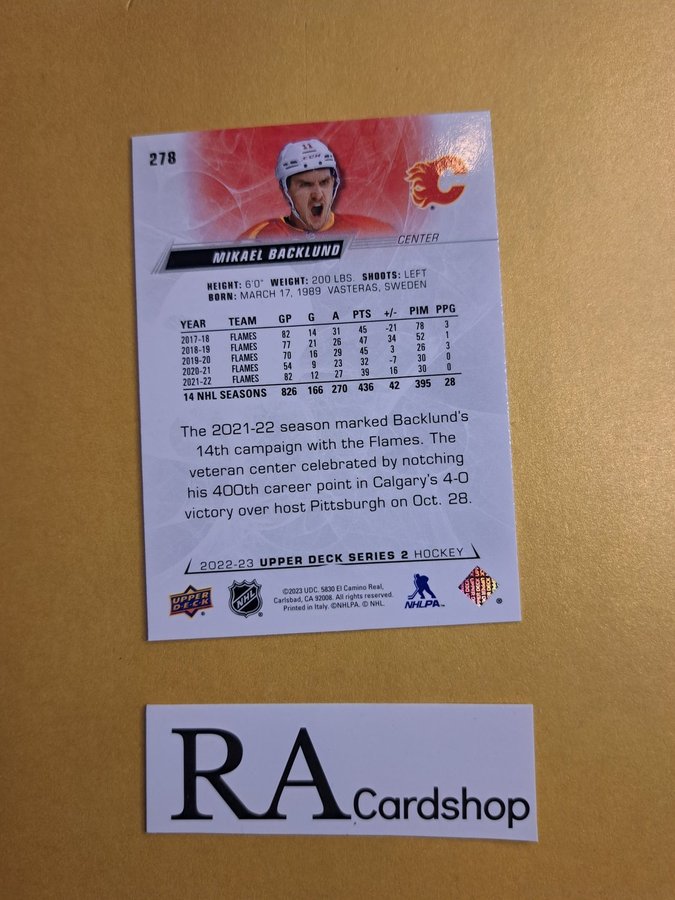 278
11
CCM
C
CENTER
MIKAEL BACKLUND
HEIGHT: 6'0" WEIGHT: 200 LBS. SHOOTS: LEFT
BORN: MARCH 17, 1989 VASTERAS, SWEDEN
YEAR TEAM GP G A PTS +/- PIM PPG
2017-18 FLAMES 82 14 31 45 -21 78 3
2018-19 FLAMES 77 21 26 47 34 52 1
2019-20 FLAMES 70 16 29 45 3 26 3
2020-21 FLAMES 54 9 23 32 -7 30 0
2021-22 FLAMES 82 12 27 39 16 30 0
14 NHL SEASONS 826 166 270 436 42 395 28
The 2021-22 season marked Backlund's
14th campaign with the Flames. The
veteran center celebrated by notching
his 400th career point in Calgary's 4-0
victory over host Pittsburgh on Oct. 28.
2022-23 UPPER DECK SERIES 2 HOCKEY
UPPER DECK
NHL
©2023 UDC. 5830 El Camino Real,
Carlsbad, CA 92008. All rights reserved.
Printed in Italy. ©NHLPA. © NHL.
NHLPA™
®
RA Cardshop